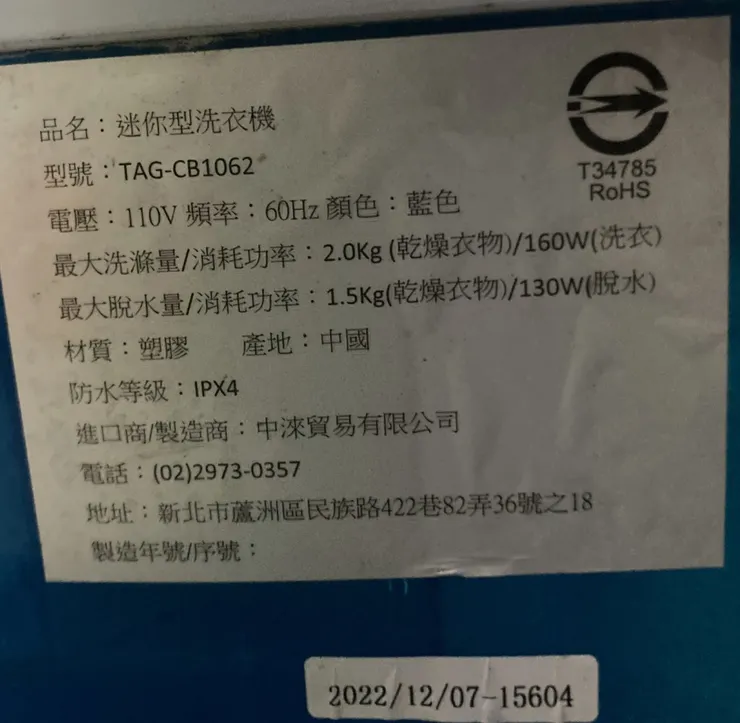 品名：迷你型洗衣機
T34785
RoHS
型號：TAG-CB1062
電壓：110V 頻率：60Hz 顏色：藍色
最大洗滌量/消耗功率：2.0Kg (乾燥衣物)/160W(洗衣)
最大脫水量/消耗功率：1.5Kg(乾燥衣物)/130W(脫水)
材質：塑膠 產地：中國
防水等級：IPX4
進口商/製造商：中淶貿易有限公司
電話：(02)2973-0357
地址：新北市蘆洲區民族路422巷82弄36號之18
製造年號/序號：
2022/12/07-15604